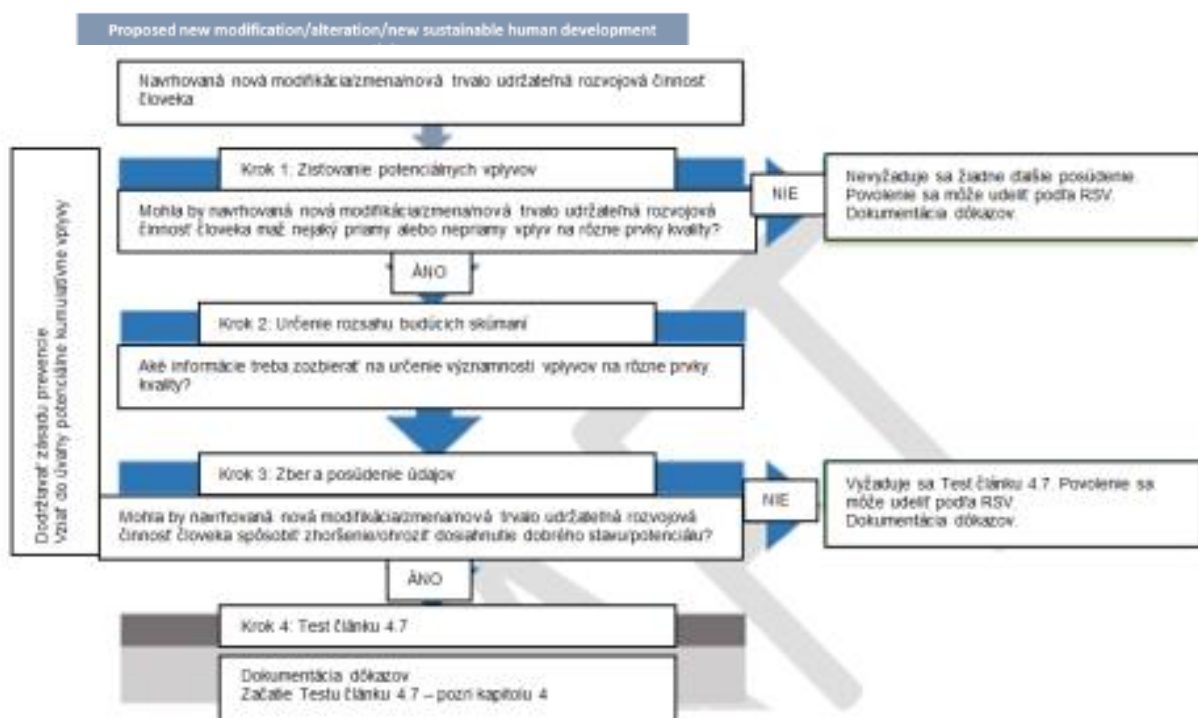 Proposed new modification/alteration/new sustainable human development
Navrhovaná nová modifikácia/zmena/nová trvalo udržateľná rozvojová činnosť
človeka
Krok 1: Zisťovanie potenciálnych vplyvov
Mohla by navrhovaná nová modifikácia/zmena/nová trvalo udržateľná rozvojová
činnosť človeka maž nejaký priamy alebo nepriamy vplyv na rôzne prvky kvality?
NIE
Nevyžaduje sa žiadne ďalšie posúdenie.
Povolenie sa môže udeliť podľa RSV.
Dokumentácia dôkazov.
ÁNO
Krok 2: Určenie rozsahu budúcich skúmaní
Aké informácie treba zozbierať na určenie významnosti vplyvov na rôzne prvky
kvality?
Krok 3: Zber a posúdenie údajov
Mohla by navrhovaná nová modifikácia/zmena/nová trvalo udržateľná rozvojová
činnosť človeka spôsobiť zhoršenie/ohroziť dosiahnutie dobrého stavu/potenciálu?
NIE
Vyžaduje sa Test článku 4.7. Povolenie sa
môže udeliť podľa RSV.
Dokumentácia dôkazov.
ÁNO
Krok 4: Test článku 4.7
Dokumentácia dôkazov
Začatie Testu článku 4.7 – pozri kapitolu 4
Dodržiavať zásadu prevencie
Vziať do úvahy potenciálne kumulatívne vplyvy